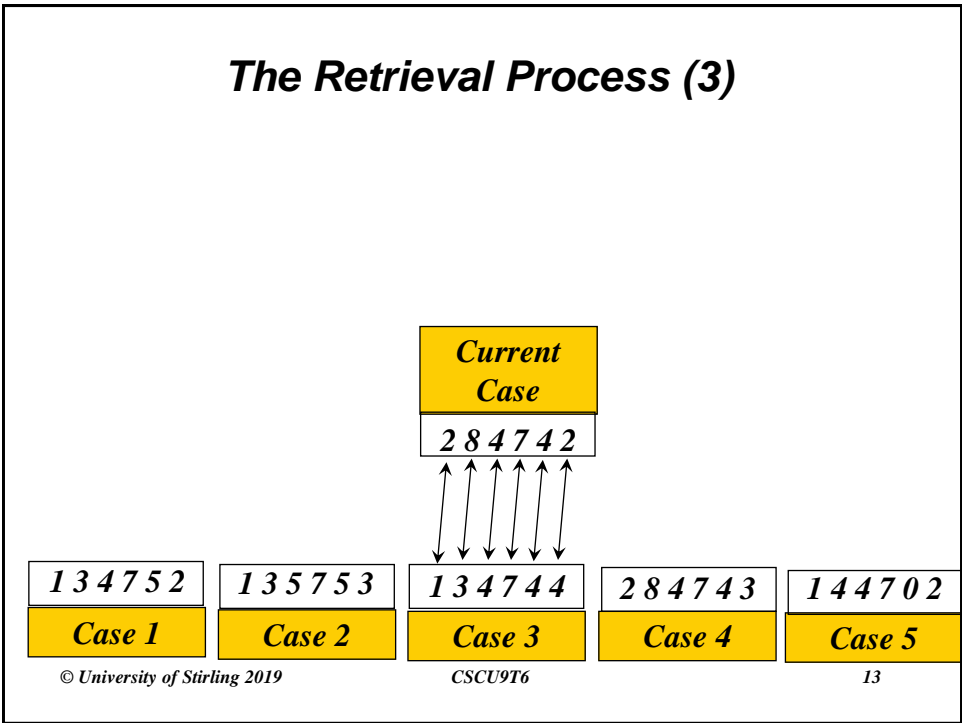 The Retrieval Process (3)
Current
Case
2 8 4 7 4 2
1 3 4 7 5 2
1 3 5 7 5 3
1 3 4 7 4 4
2 8 4 7 4 3
1 4 4 7 0 2
Case 1
Case 2
Case 3
Case 4
Case 5
© University of Stirling 2019
CSCU9T6
13